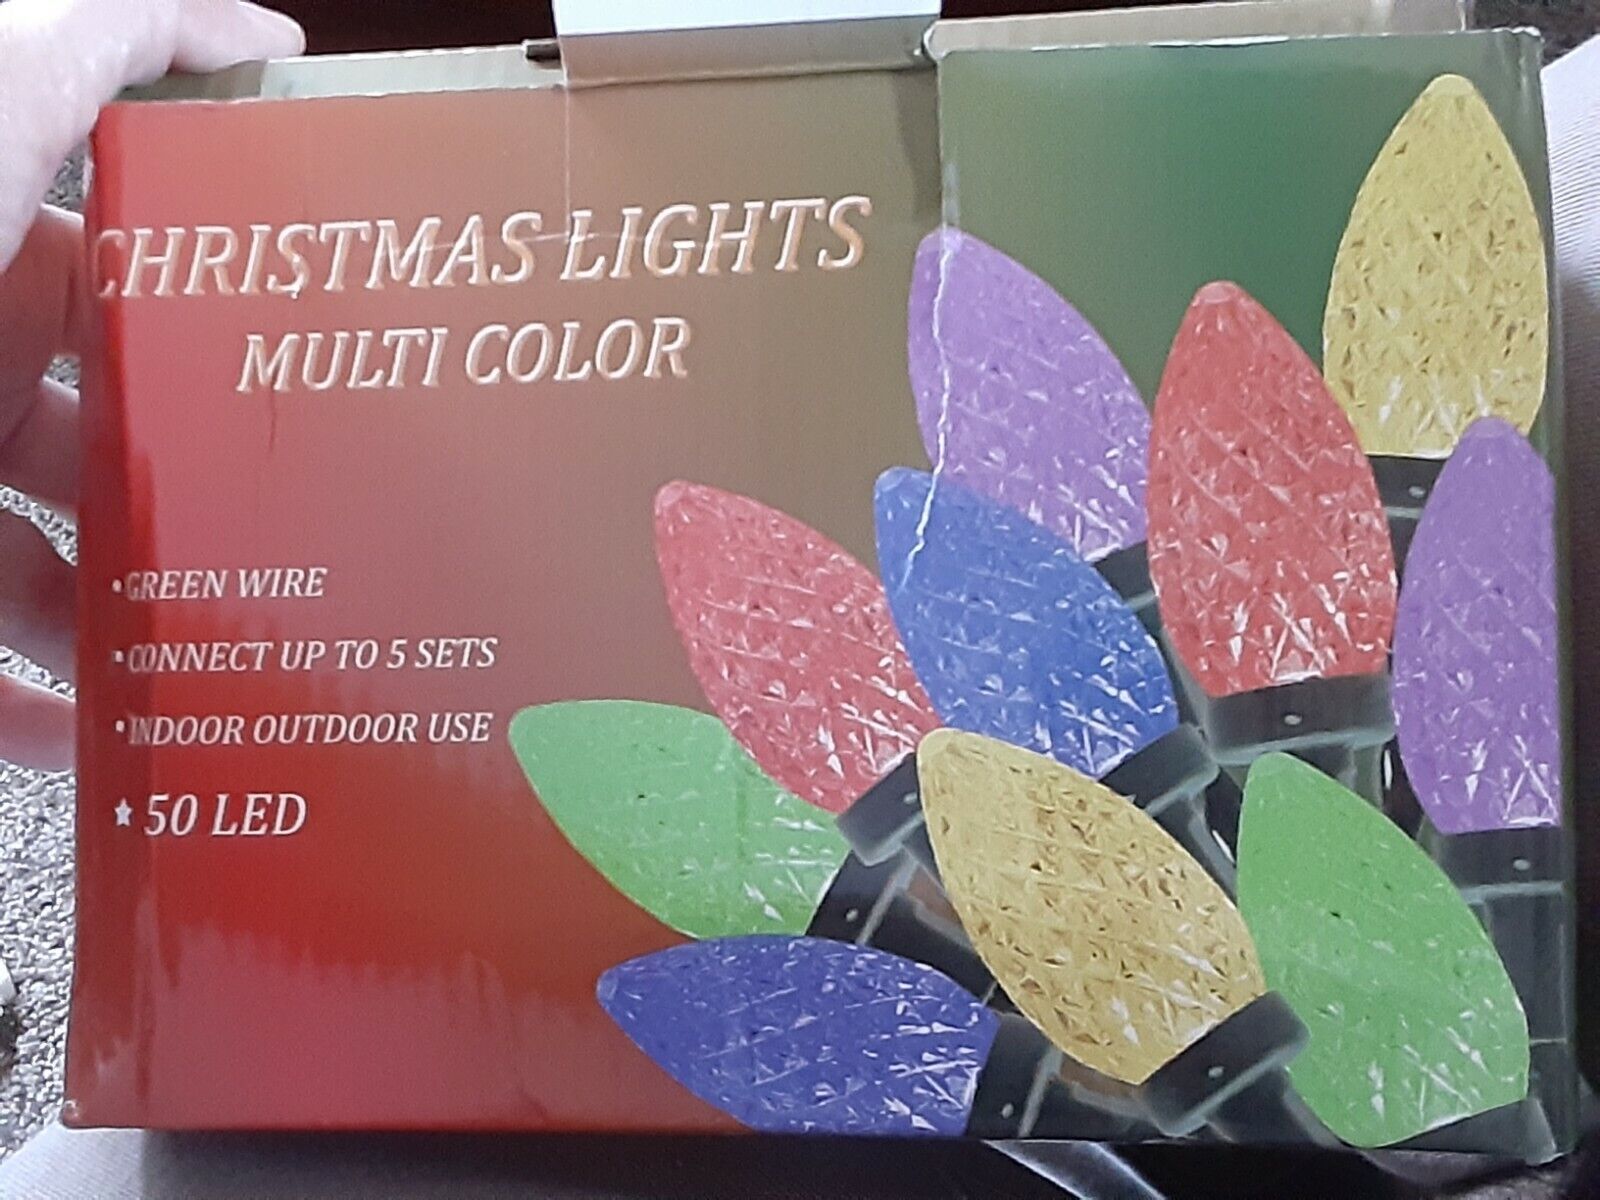 CHRISTMAS LIGHTS
MULTI COLOR
•GREEN WIRE
•CONNECT UP TO 5 SETS
•INDOOR OUTDOOR USE
★ 50 LED